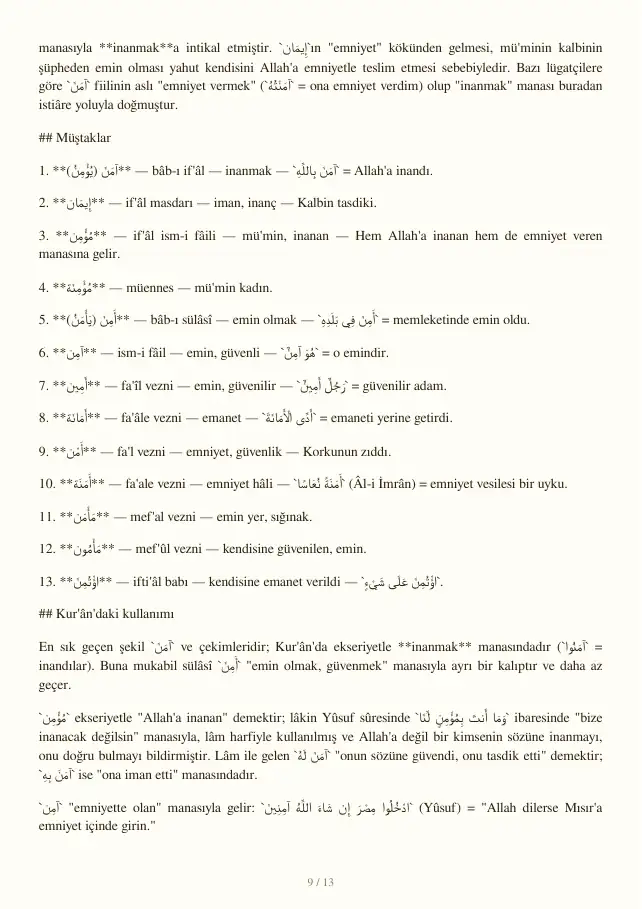 manasıyla **inanmak**a intikal etmiştir. `إِيمَان`ın "emniyet" kökünden gelmesi, mü'minin kalbinin
şüpheden emin olması yahut kendisini Allah'a emniyetle teslim etmesi sebebiyledir. Bazı lügatçilere
göre `آمَنَ` fiilinin aslı "emniyet vermek" (`آمَنْتُهُ` = ona emniyet verdim) olup "inanmak" manası buradan
istiâre yoluyla doğmuştur.
## Müştaklar
1. **آمَنَ (يُؤْمِنُ)** — bâb-ı if'âl — inanmak — `آمَنَ بِاللَّهِ` = Allah'a inandı.
2. **إِيمَان** — if'âl masdarı — iman, inanç — Kalbin tasdiki.
3. **مُؤْمِن** — if'âl ism-i fâili — mü'min, inanan — Hem Allah'a inanan hem de emniyet veren
manasına gelir.
4. **مُؤْمِنَة** — müennes — mü'min kadın.
5. **أَمِنَ (يَأْمَنُ)** — bâb-ı sülâsî — emin olmak — `أَمِنَ فِي بَلَدِهِ` = memleketinde emin oldu.
6. **آمِن** — ism-i fâil — emin, güvenli — `هُوَ آمِنٌ` = o emindir.
7. **أَمِين** — fa'îl vezni — emin, güvenilir — `رَجُلٌ أَمِينٌ` = güvenilir adam.
8. **أَمَانَة** — fa'âle vezni — emanet — `أَدَّى الْأَمَانَةَ` = emaneti yerine getirdi.
9. **أَمْن** — fa'l vezni — emniyet, güvenlik — Korkunun zıddı.
10. **أَمَنَة** — fa'ale vezni — emniyet hâli — `أَمَنَةً نُعَاسًا` (Âl-i İmrân) = emniyet vesilesi bir uyku.
11. **مَأْمَن** — mef'al vezni — emin yer, sığınak.
12. **مَأْمُون** — mef'ûl vezni — kendisine güvenilen, emin.
13. **اؤْتُمِنَ** — ifti'âl babı — kendisine emanet verildi — `اؤْتُمِنَ عَلَى شَيْءٍ`.
## Kur'ân'daki kullanımı
En sık geçen şekil `آمَنَ` ve çekimleridir; Kur'ân'da ekseriyetle **inanmak** manasındadır (`آمَنُوا` =
inandılar). Buna mukabil sülâsî `أَمِنَ` "emin olmak, güvenmek" manasıyla ayrı bir kalıptır ve daha az
geçer.
`مُؤْمِن` ekseriyetle "Allah'a inanan" demektir; lâkin Yûsuf sûresinde `وَمَا أَنتَ بِمُؤْمِنٍ لَّنَا` ibaresinde "bize
inanacak değilsin" manasıyla, lâm harfiyle kullanılmış ve Allah'a değil bir kimsenin sözüne inanmayı,
onu doğru bulmayı bildirmiştir. Lâm ile gelen `آمَنَ لَهُ` "onun sözüne güvendi, onu tasdik etti" demektir;
`آمَنَ بِهِ` ise "ona iman etti" manasındadır.
`آمِن` "emniyette olan" manasıyla gelir: `ادْخُلُوا مِصْرَ إِن شَاءَ اللَّهُ آمِنِينَ` (Yûsuf) = "Allah dilerse Mısır'a
emniyet içinde girin."
9 / 13